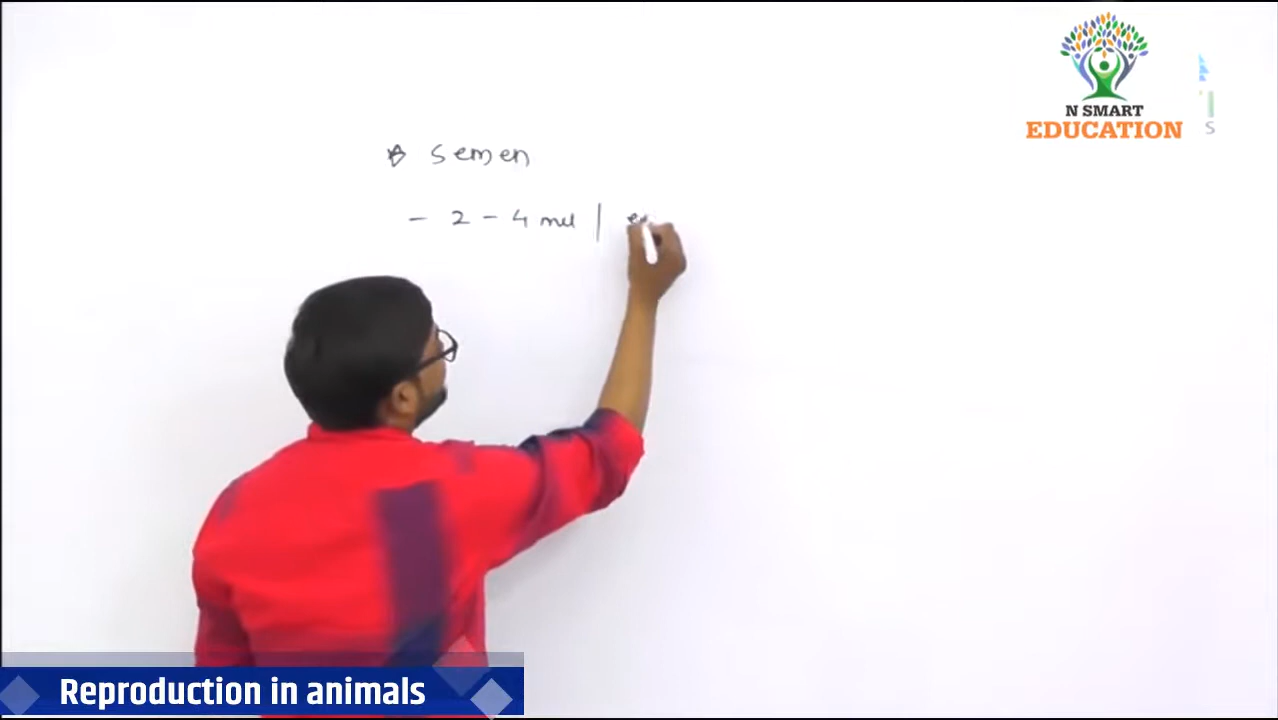 N SMART
EDUCATION
S
semen
- 2 - 4 ml |
Reproduction in animals